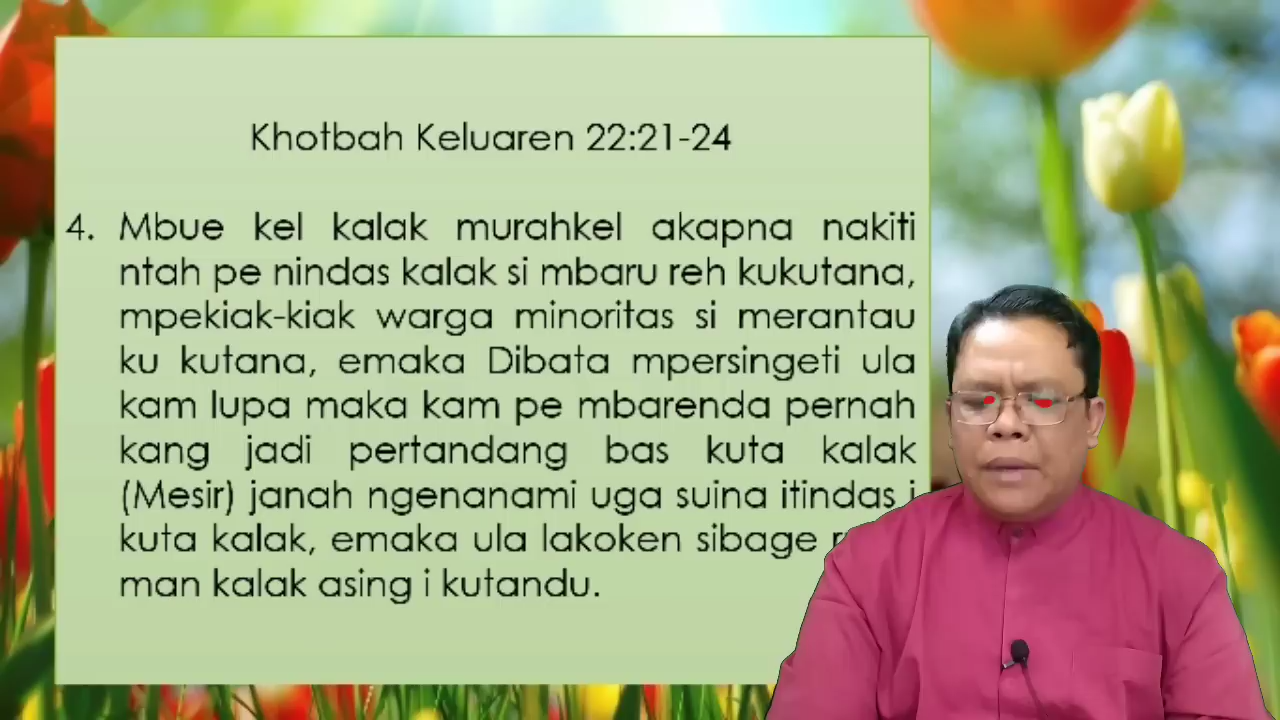 Khotbah Keluaren 22:21-24
4. Mbue kel kalak murahkel akapna nakiti
ntah pe nindas kalak si mbaru reh kukutana,
mpekiak-kiak warga minoritas si merantau
ku kutana, emaka Dibata mpersingeti ula
kam lupa maka kam pe mbarenda pernah
kang jadi pertandang bas kuta kalak
(Mesir) janah ngenanami uga suina itindas i
kuta kalak, emaka ula lakoken sibage
man kalak asing i kutandu.